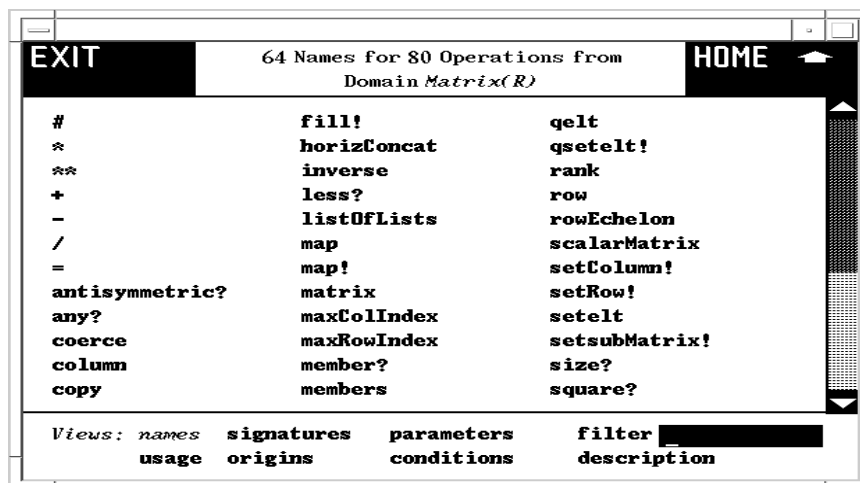 EXIT 64 Names for 80 Operations from HOME
Domain Matrix(R)
# fill! qelt
* horizConcat qsetelt!
** inverse rank
+ less? row
- listOfLists rowEchelon
/ map scalarMatrix
= map! setColumn!
antisymmetric? matrix setRow!
any? maxColIndex setelt
coerce maxRowIndex setsubMatrix!
column member? size?
copy members square?
Views: names signatures parameters filter _
usage origins conditions description